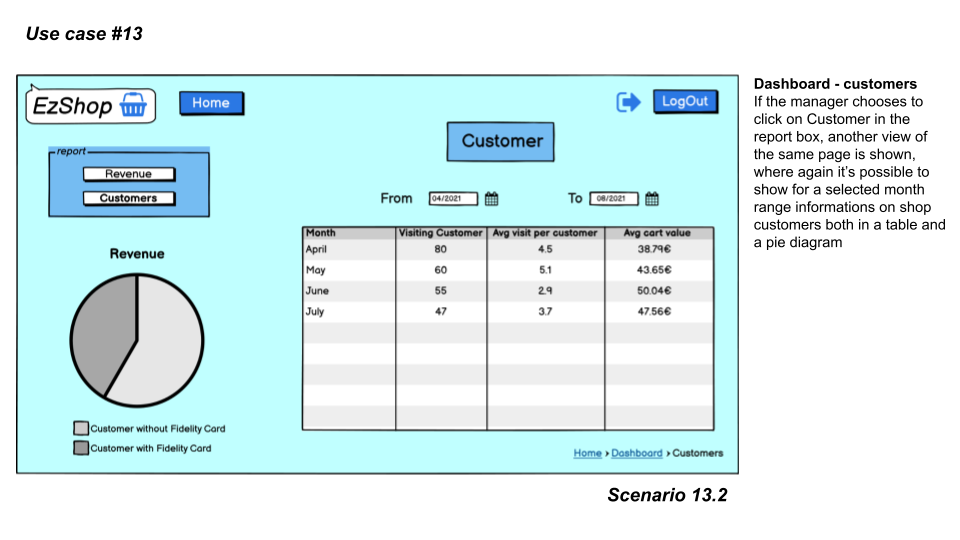 Use case #13
EzShop
Home
LogOut
Customer
report
Revenue
Customers
From 04/2021 To 08/2021
Month Visiting Customer Avg visit per customer Avg cart value
April 80 4.5 38.79€
May 60 5.1 43.65€
June 55 2.9 50.04€
July 47 3.7 47.56€
Revenue
Customer without Fidelity Card
Customer with Fidelity Card
Home > Dashboard > Customers
Dashboard - customers
If the manager chooses to
click on Customer in the
report box, another view of
the same page is shown,
where again it’s possible to
show for a selected month
range informations on shop
customers both in a table and
a pie diagram
Scenario 13.2